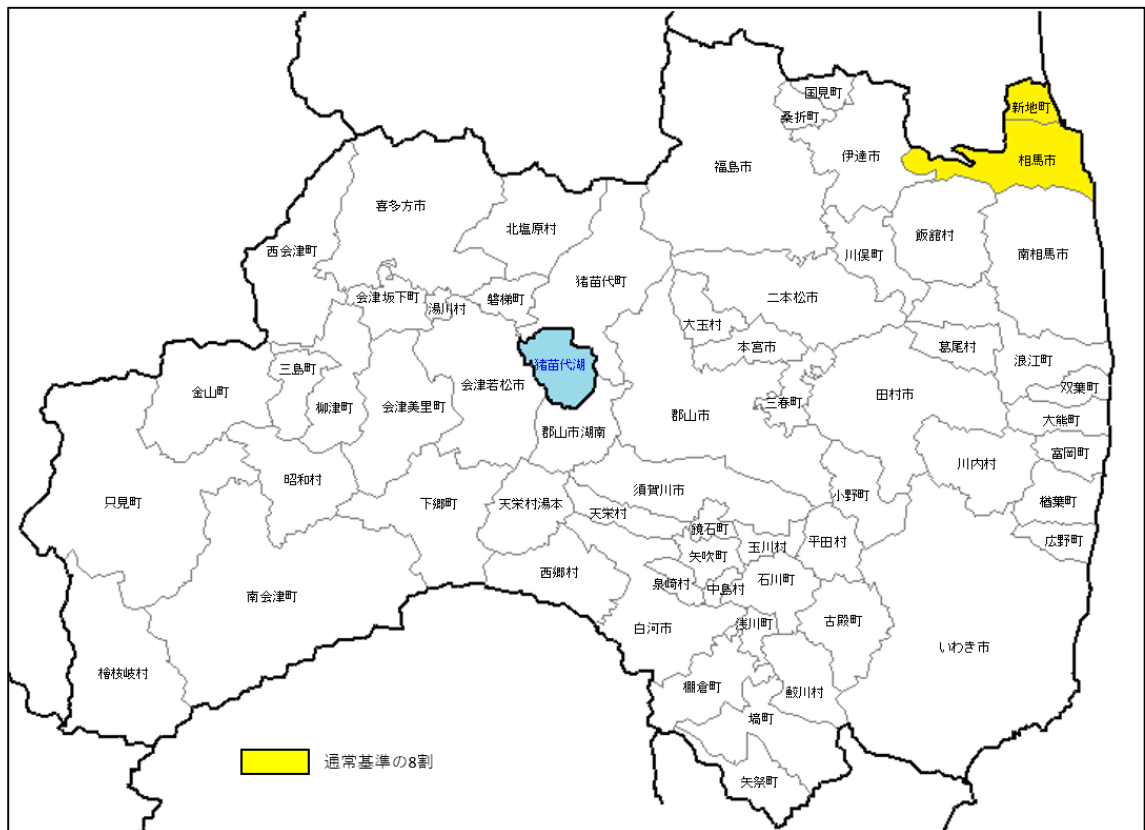 国見町
新地町
桑折町
相馬市
伊達市
福島市
喜多方市
北塩原村
飯舘村
西会津町
川俣町
南相馬市
猪苗代町
会津坂下町
湯川村
磐梯町
二本松市
大玉村
本宮市
葛尾村
浪江町
猪苗代湖
三島町
金山町
会津若松市
双葉町
田村市
柳津町
会津美里町
三春町
郡山市
大熊町
郡山市湖南
富岡町
川内村
昭和村
須賀川市
只見町
下郷町
天栄村湯本
小野町
楢葉町
天栄村
鏡石町
広野町
玉川村
平田村
矢吹町
西郷村
泉崎村
中島村
石川町
南会津町
浅川町
古殿町
白河市
いわき市
檜枝岐村
棚倉町
鮫川村
塙町
通常基準の8割
矢祭町